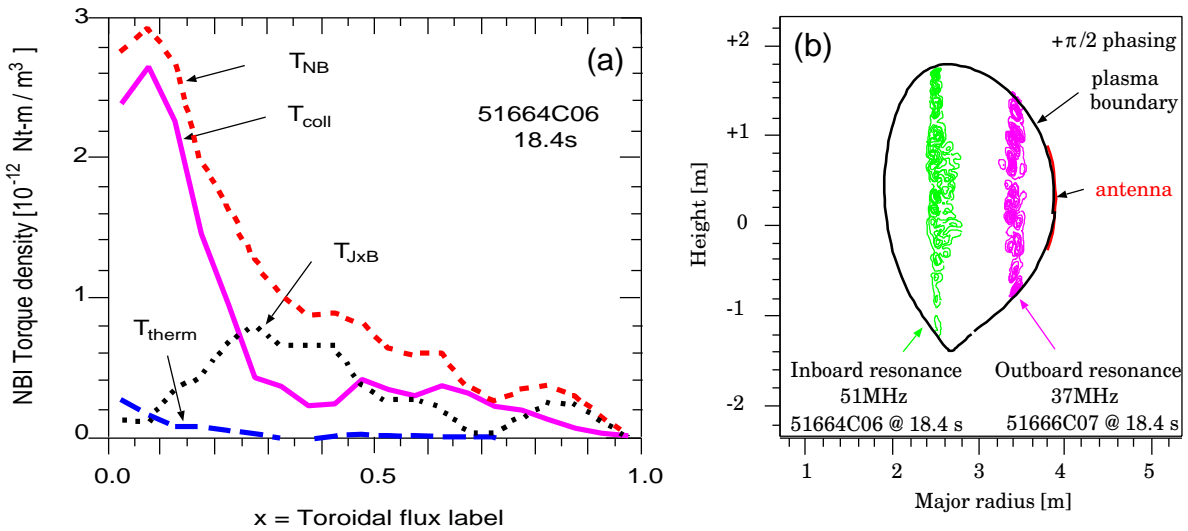 (a)
3
2
1
0
NBI Torque density [10⁻¹² Nt-m / m³]
T_NB
T_coll
51664C06
18.4s
T_JxB
T_therm
0.0
0.5
1.0
x = Toroidal flux label
(b)
+π/2 phasing
plasma
boundary
antenna
+2
+1
0
-1
-2
Height [m]
Inboard resonance
51MHz
51664C06 @ 18.4 s
Outboard resonance
37MHz
51666C07 @ 18.4 s
1
2
3
4
5
Major radius [m]